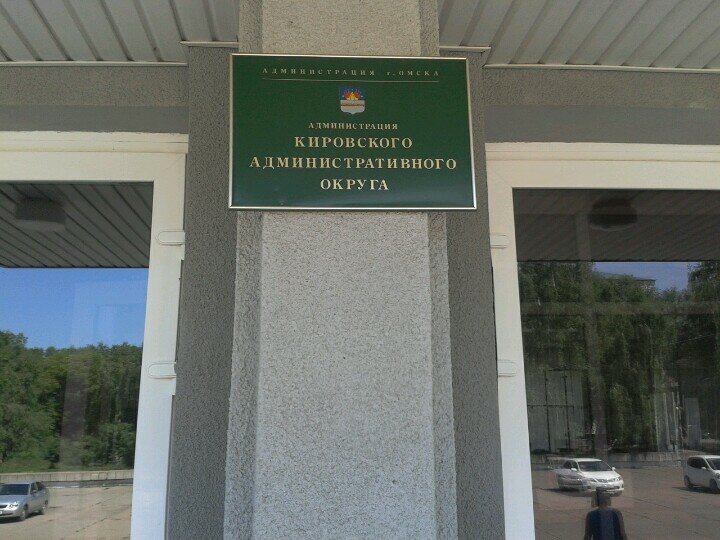 АДМИНИСТРАЦИЯ г. ОМСКА
АДМИНИСТРАЦИЯ
КИРОВСКОГО
АДМИНИСТРАТИВНОГО
ОКРУГА